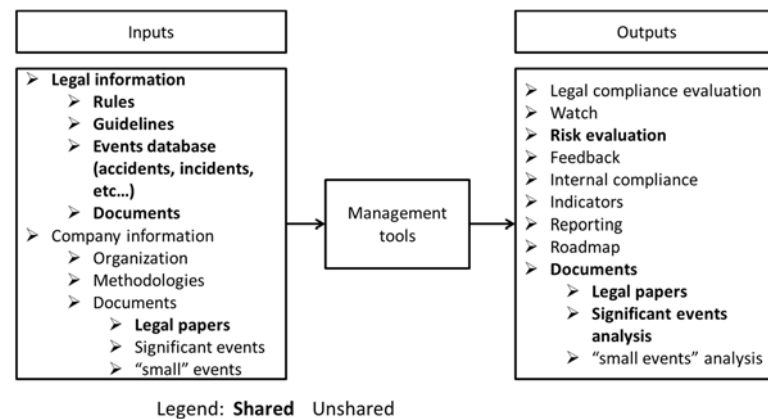 Inputs
Legal information
Rules
Guidelines
Events database
(accidents, incidents,
etc…)
Documents
Company information
Organization
Methodologies
Documents
Legal papers
Significant events
“small” events
Management
tools
Outputs
Legal compliance evaluation
Watch
Risk evaluation
Feedback
Internal compliance
Indicators
Reporting
Roadmap
Documents
Legal papers
Significant events
analysis
“small events” analysis
Legend: Shared Unshared